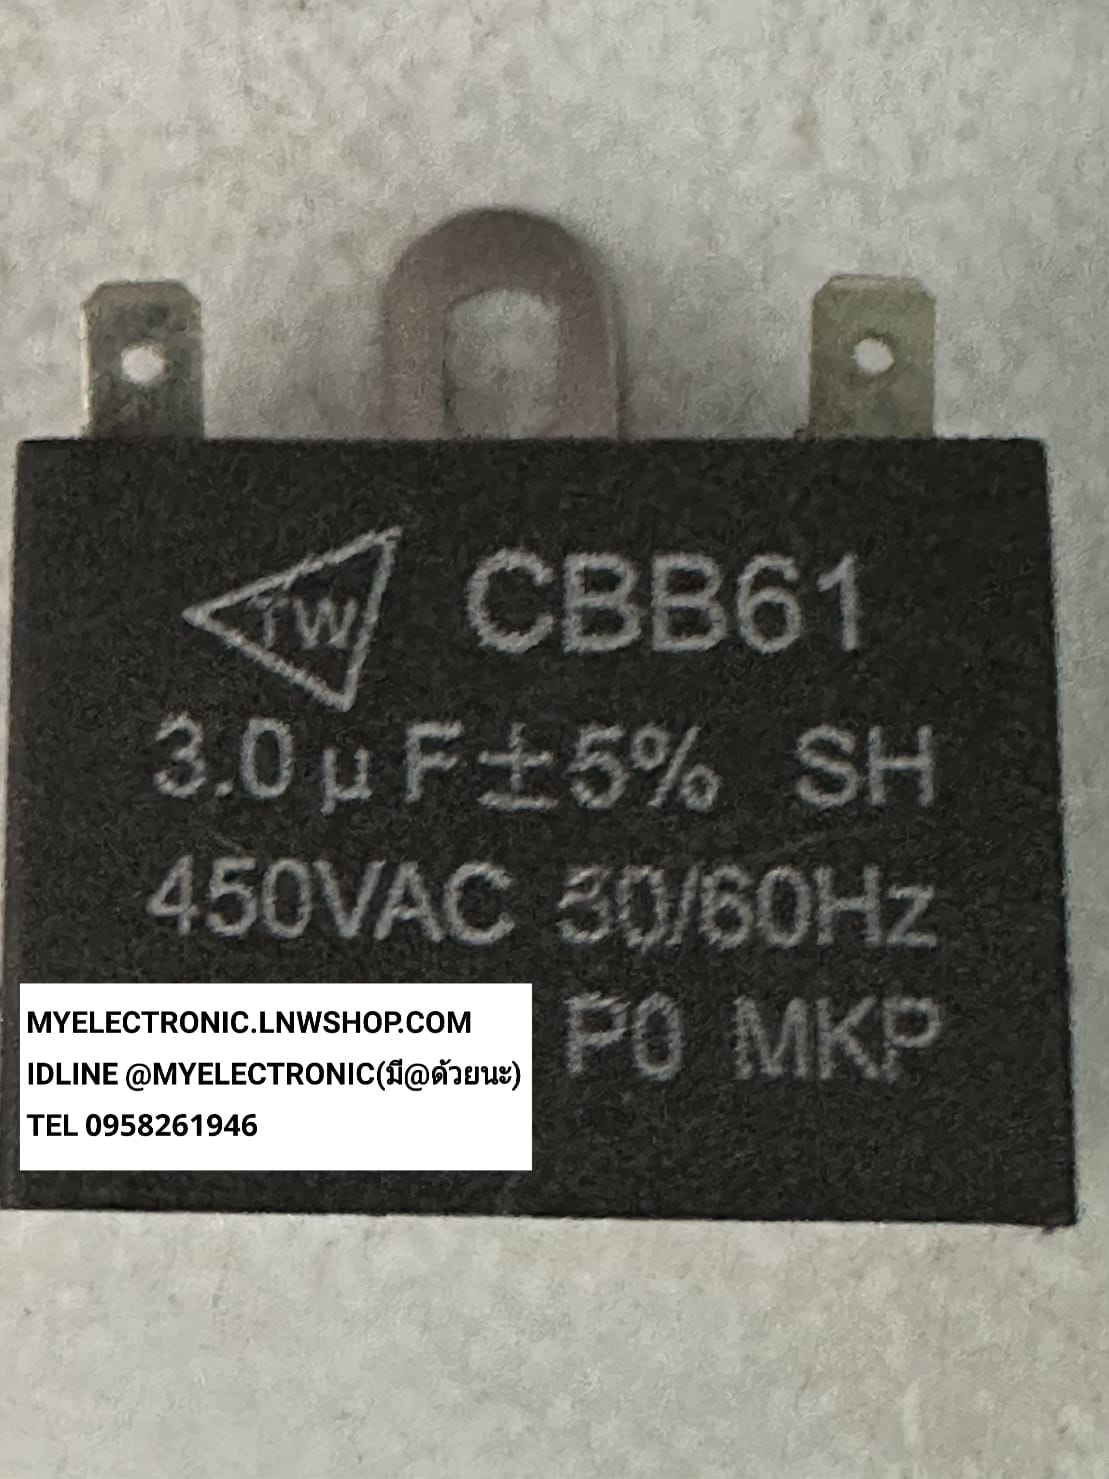 TW CBB61
3.0μF±5% SH
450VAC 50/60Hz
P0 MKP
MYELECTRONIC.LNWSHOP.COM
IDLINE @MYELECTRONIC(มี@ด้วยนะ)
TEL 0958261946